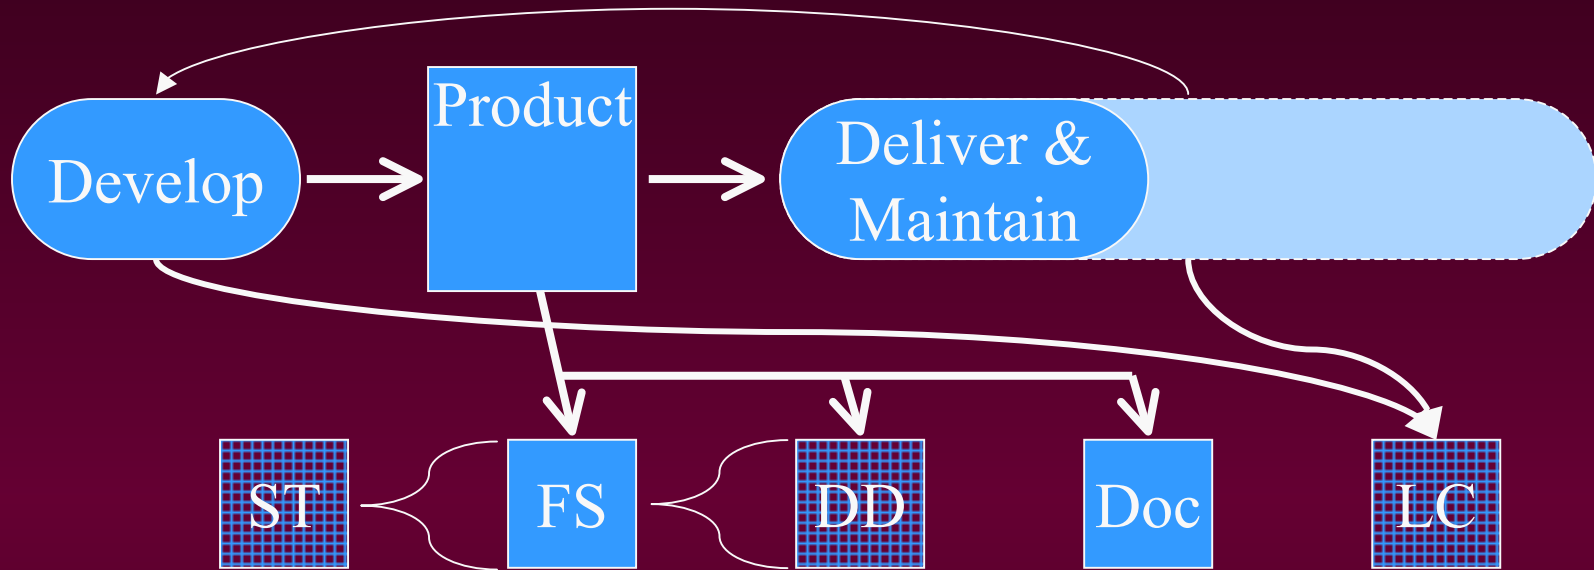 Product
Develop
Deliver &
Maintain
ST
FS
DD
Doc
LC